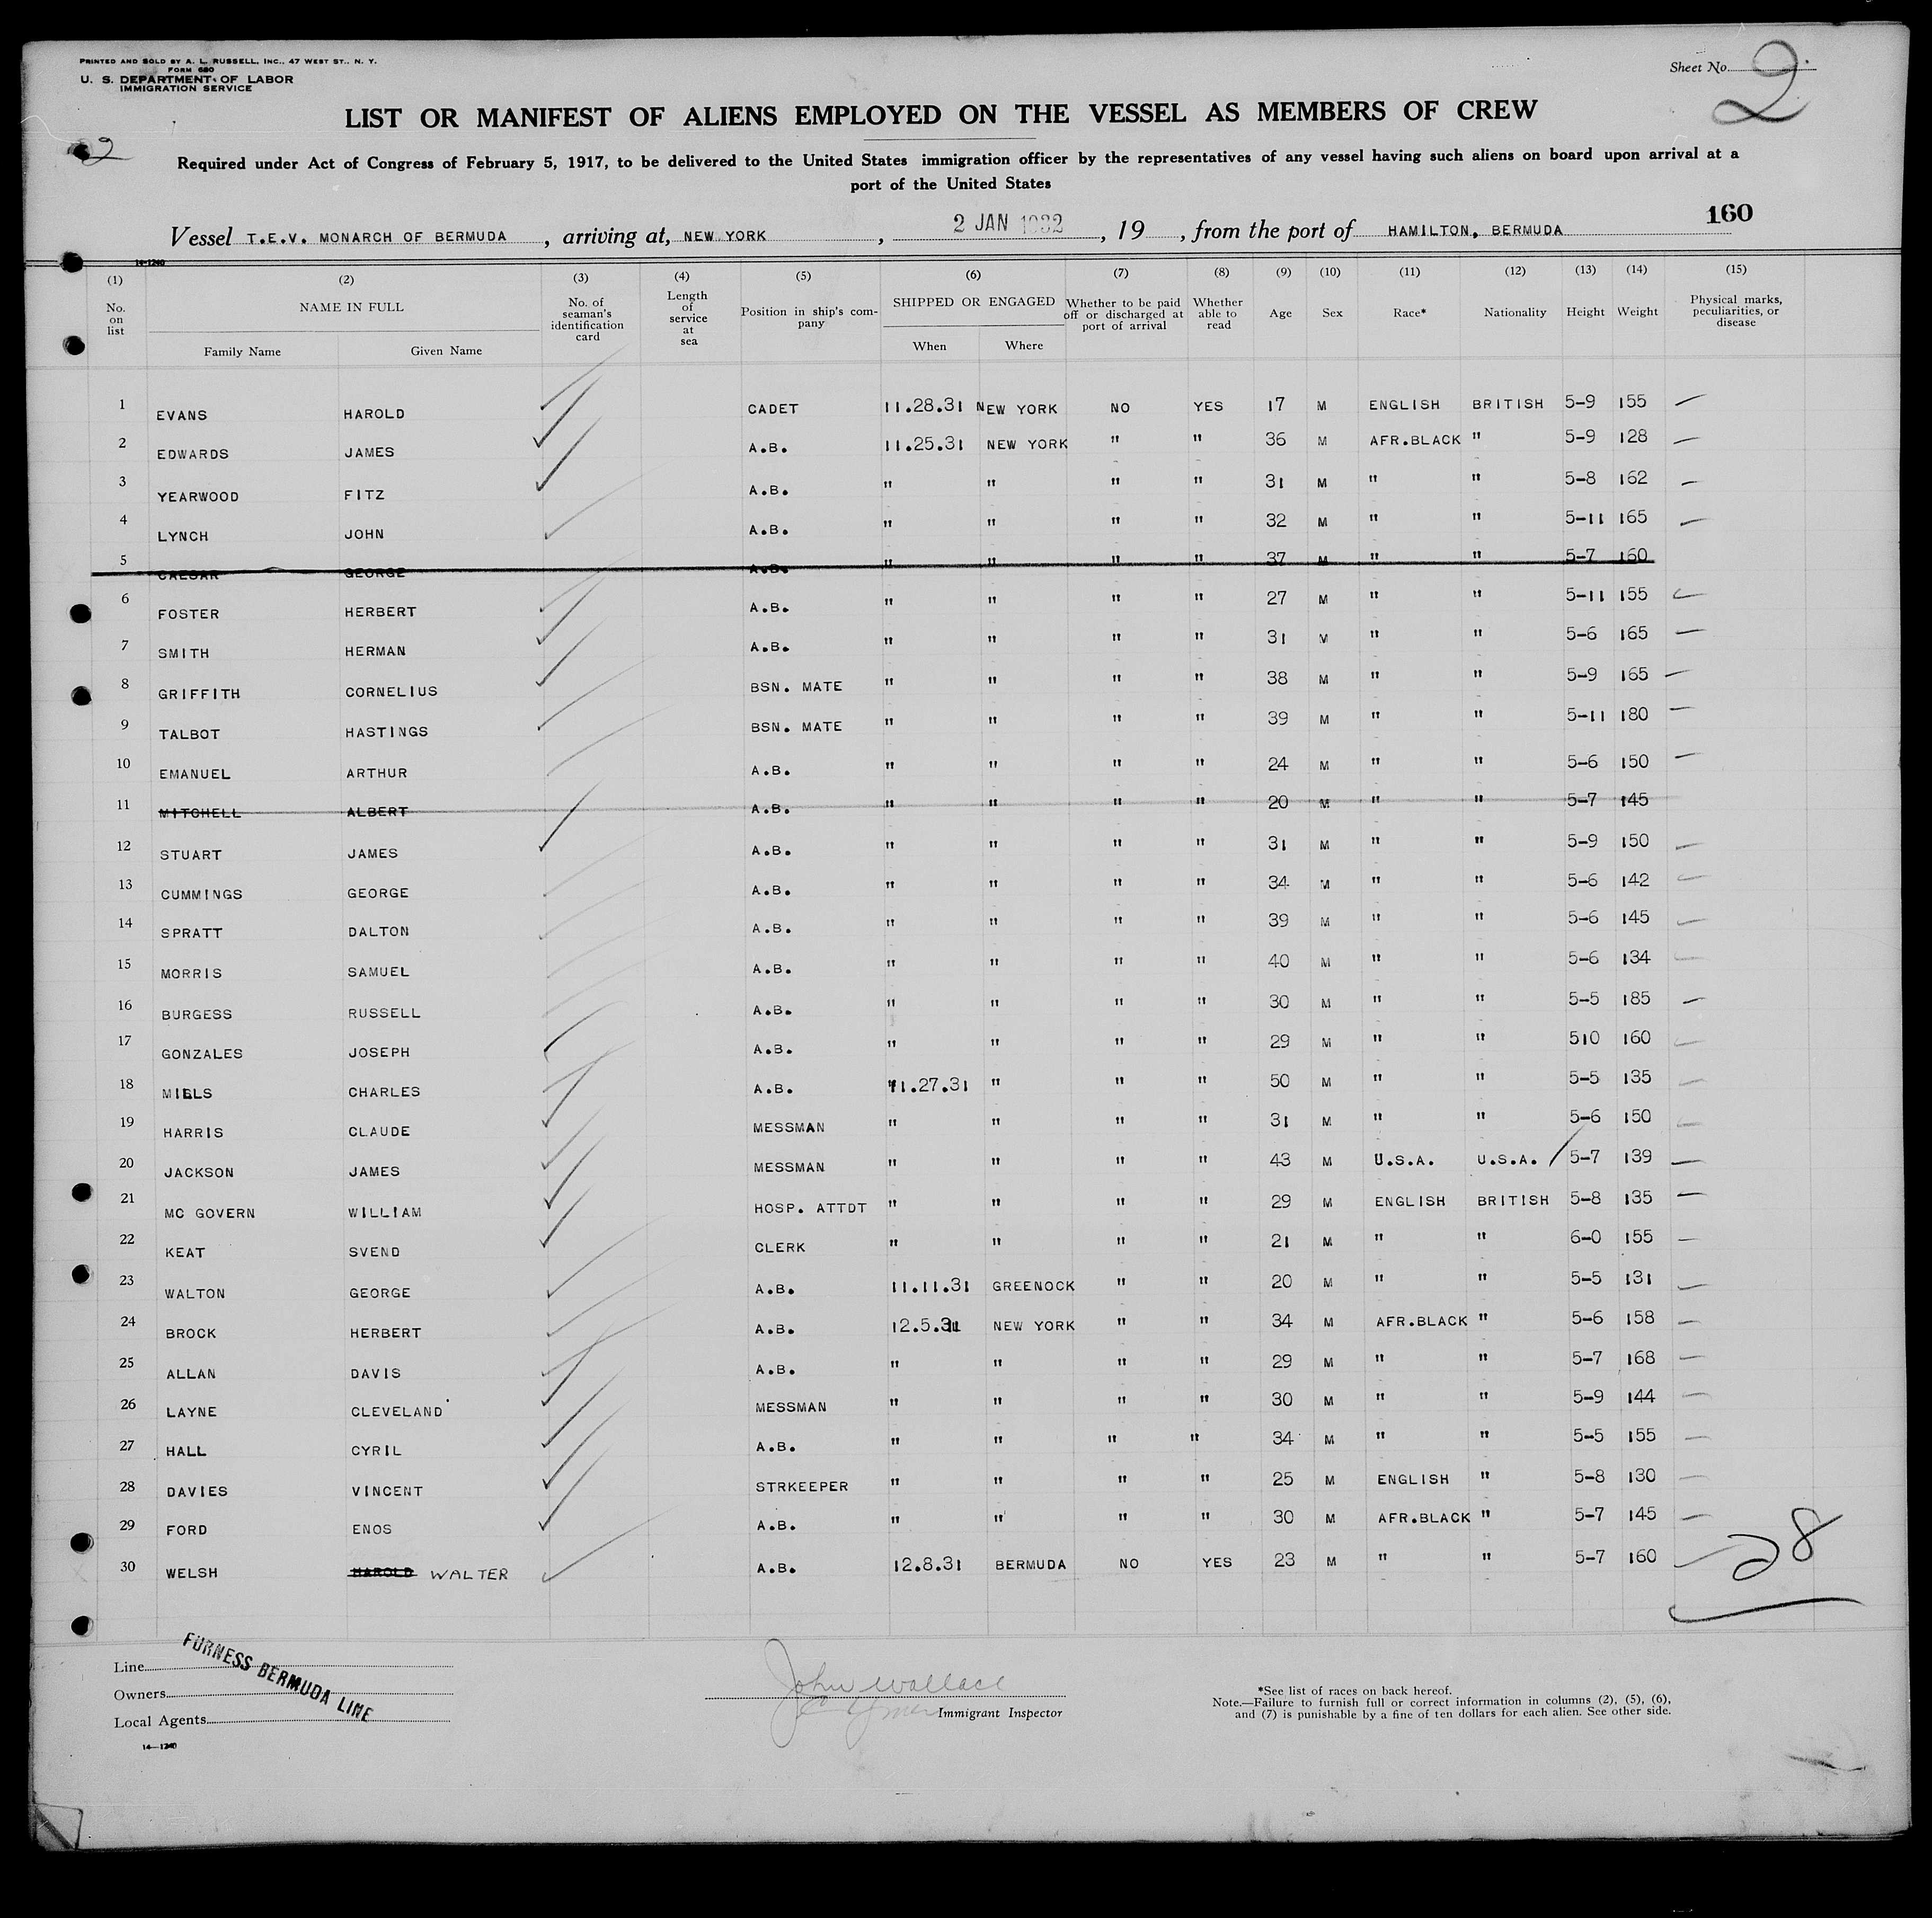 PRINTED AND SOLD BY A. L. RUSSELL, INC., 47 WEST ST., N. Y.
FORM 680
U. S. DEPARTMENT OF LABOR
IMMIGRATION SERVICE
Sheet No. 2
2
LIST OR MANIFEST OF ALIENS EMPLOYED ON THE VESSEL AS MEMBERS OF CREW
Required under Act of Congress of February 5, 1917, to be delivered to the United States immigration officer by the representatives of any vessel having such aliens on board upon arrival at a
port of the United States
160
Vessel T.E.V. MONARCH OF BERMUDA, arriving at, NEW YORK, 2 JAN 1932, 19, from the port of HAMILTON, BERMUDA
14-1240
(1) (2) (3) (4) (5) (6) (7) (8) (9) (10) (11) (12) (13) (14) (15)
No. on list NAME IN FULL Family Name Given Name No. of seaman's identification card Length of service at sea Position in ship's company SHIPPED OR ENGAGED When Where Whether to be paid off or discharged at port of arrival Whether able to read Age Sex Race* Nationality Height Weight Physical marks, peculiarities, or disease
1 EVANS HAROLD CADET 11.28.31 NEW YORK NO YES 17 M ENGLISH BRITISH 5-9 155
2 EDWARDS JAMES A.B. 11.25.31 NEW YORK " " 36 M AFR.BLACK " 5-9 128
3 YEARWOOD FITZ A.B. " " " " 31 M " " 5-8 162
4 LYNCH JOHN A.B. " " " " 32 M " " 5-11 165
5 CAESAR GEORGE A.B. " " " " 37 M " " 5-7 160
6 FOSTER HERBERT A.B. " " " " 27 M " " 5-11 155
7 SMITH HERMAN A.B. " " " " 31 M " " 5-6 165
8 GRIFFITH CORNELIUS BSN. MATE " " " " 38 M " " 5-9 165
9 TALBOT HASTINGS BSN. MATE " " " " 39 M " " 5-11 180
10 EMANUEL ARTHUR A.B. " " " " 24 M " " 5-6 150
11 MITCHELL ALBERT A.B. " " " " 20 M " " 5-7 145
12 STUART JAMES A.B. " " " " 31 M " " 5-9 150
13 CUMMINGS GEORGE A.B. " " " " 34 M " " 5-6 142
14 SPRATT DALTON A.B. " " " " 39 M " " 5-6 145
15 MORRIS SAMUEL A.B. " " " " 40 M " " 5-6 134
16 BURGESS RUSSELL A.B. " " " " 30 M " " 5-5 185
17 GONZALES JOSEPH A.B. " " " " 29 M " " 510 160
18 MILLS CHARLES A.B. 11.27.31 " " " 50 M " " 5-5 135
19 HARRIS CLAUDE MESSMAN " " " " 31 M " " 5-6 150
20 JACKSON JAMES MESSMAN " " " " 43 M U.S.A. U.S.A. 5-7 139
21 MC GOVERN WILLIAM HOSP. ATTDT " " " " 29 M ENGLISH BRITISH 5-8 135
22 KEAT SVEND CLERK " " " " 21 M " " 6-0 155
23 WALTON GEORGE A.B. 11.11.31 GREENOCK " " 20 M " " 5-5 131
24 BROCK HERBERT A.B. 12.5.31 NEW YORK " " 34 M AFR.BLACK " 5-6 158
25 ALLAN DAVIS A.B. " " " " 29 M " " 5-7 168
26 LAYNE CLEVELAND MESSMAN " " " " 30 M " " 5-9 144
27 HALL CYRIL A.B. " " " " 34 M " " 5-5 155
28 DAVIES VINCENT STRKEEPER " " " " 25 M ENGLISH " 5-8 130
29 FORD ENOS A.B. " " " " 30 M AFR.BLACK " 5-7 145
30 WELSH HAROLD WALTER A.B. 12.8.31 BERMUDA NO YES 23 M " " 5-7 160
28
Line
Owners
Local Agents
FURNESS BERMUDA LINE
14-1240
John Wallace
Immigrant Inspector
*See list of races on back hereof.
Note.—Failure to furnish full or correct information in columns (2), (5), (6),
and (7) is punishable by a fine of ten dollars for each alien. See other side.